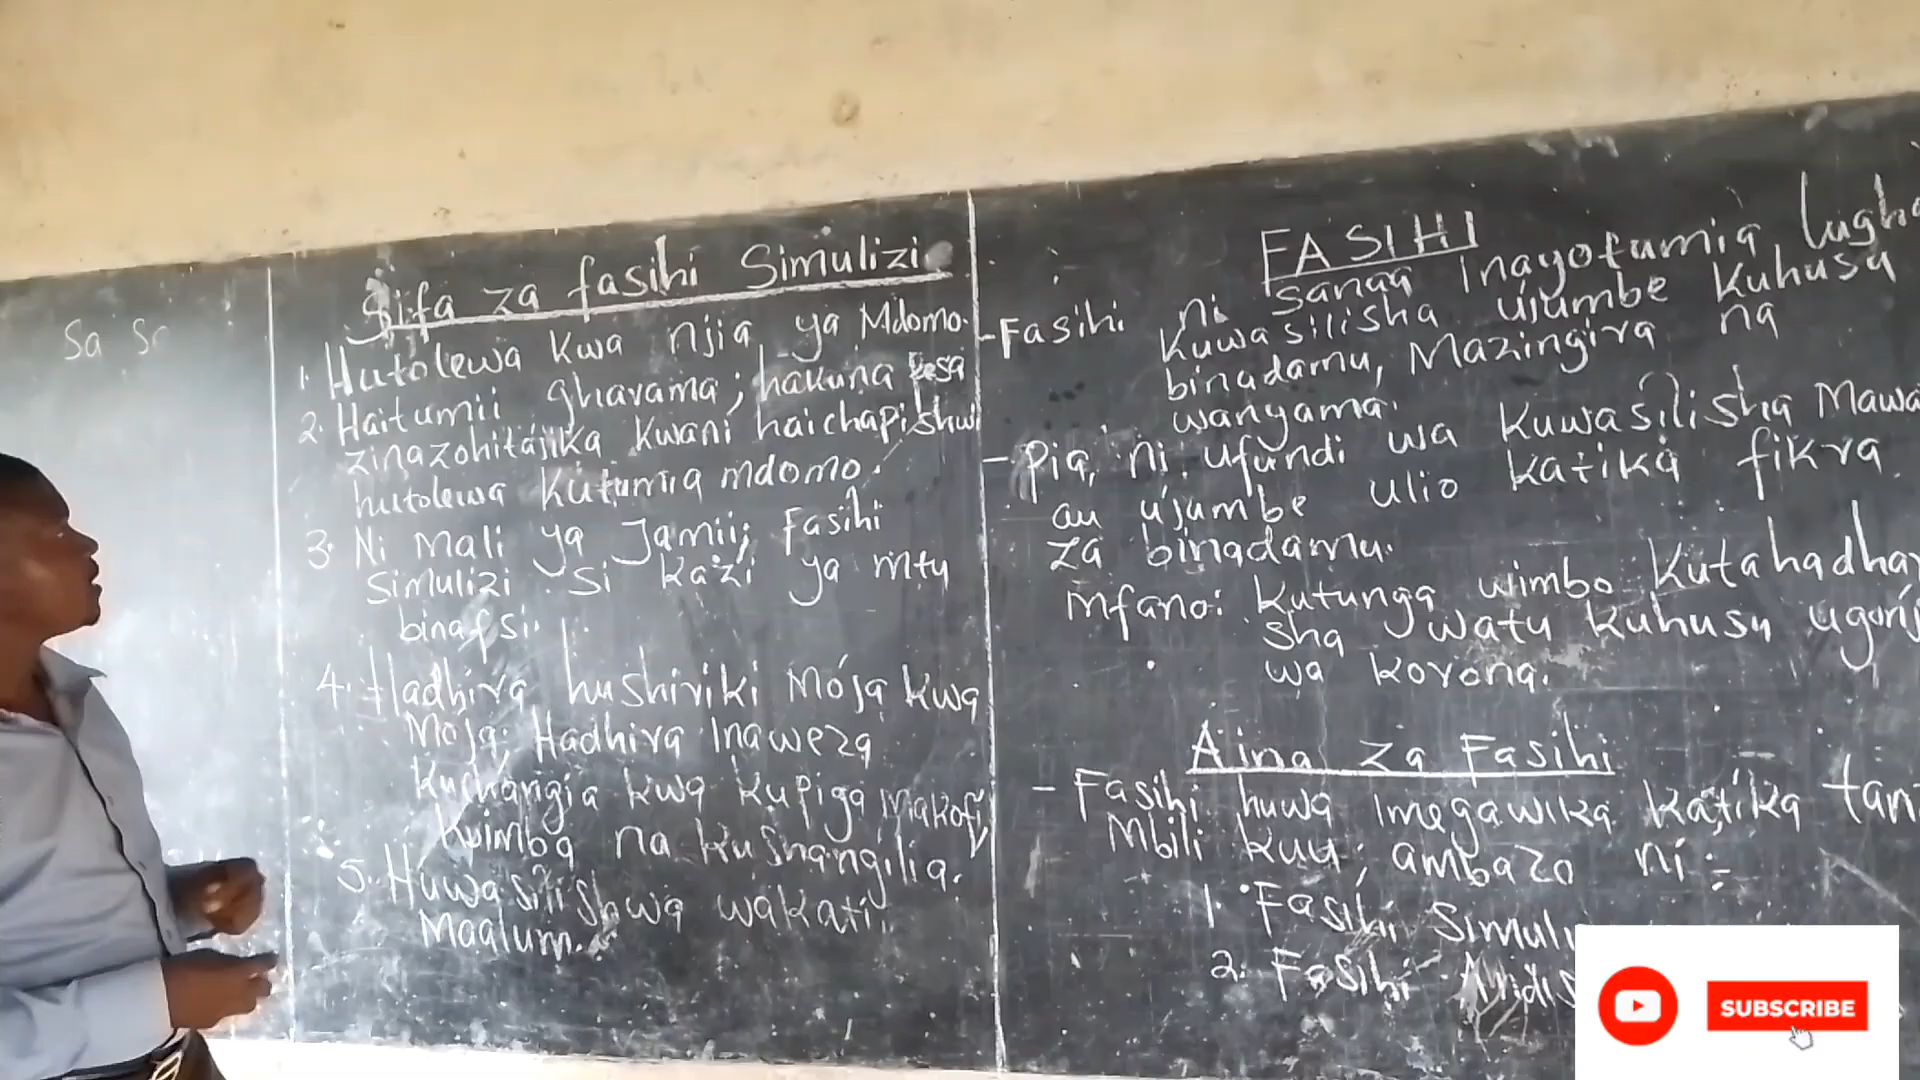 Sa Sa
Sifa za fasihi Simulizi
1. Hutolewa kwa njia ya Mdomo.
2. Haitumii gharama; hakuna pesa
zinazohitajika kwani haichapishwi
hutolewa kutumia mdomo.
3. Ni mali ya Jamii; Fasihi
simulizi si kazi ya mtu
binafsi.
4. Hadhira hushiriki Moja kwa
Moja; Hadhira Inaweza
kuchangia kwa kupiga Makofi,
kuimba na kushangilia.
5. Huwasilishwa wakati
Maalum.
FASIHI
- Fasihi ni sanaa Inayotumia lugha
kuwasilisha ujumbe kuhusu
binadamu, Mazingira na
wanyama.
- Pia, ni ufundi wa kuwasilisha Mawa
au ujumbe ulio katika fikra
za binadamu.
Mfano: kutunga wimbo kutahadhar
sha watu kuhusu ugonj
wa korona.
Aina za Fasihi
- Fasihi huwa Imegawika katika tan
Mbili kuu; ambazo ni:-
1. Fasihi Simul
2. Fasihi Andis
SUBSCRIBE